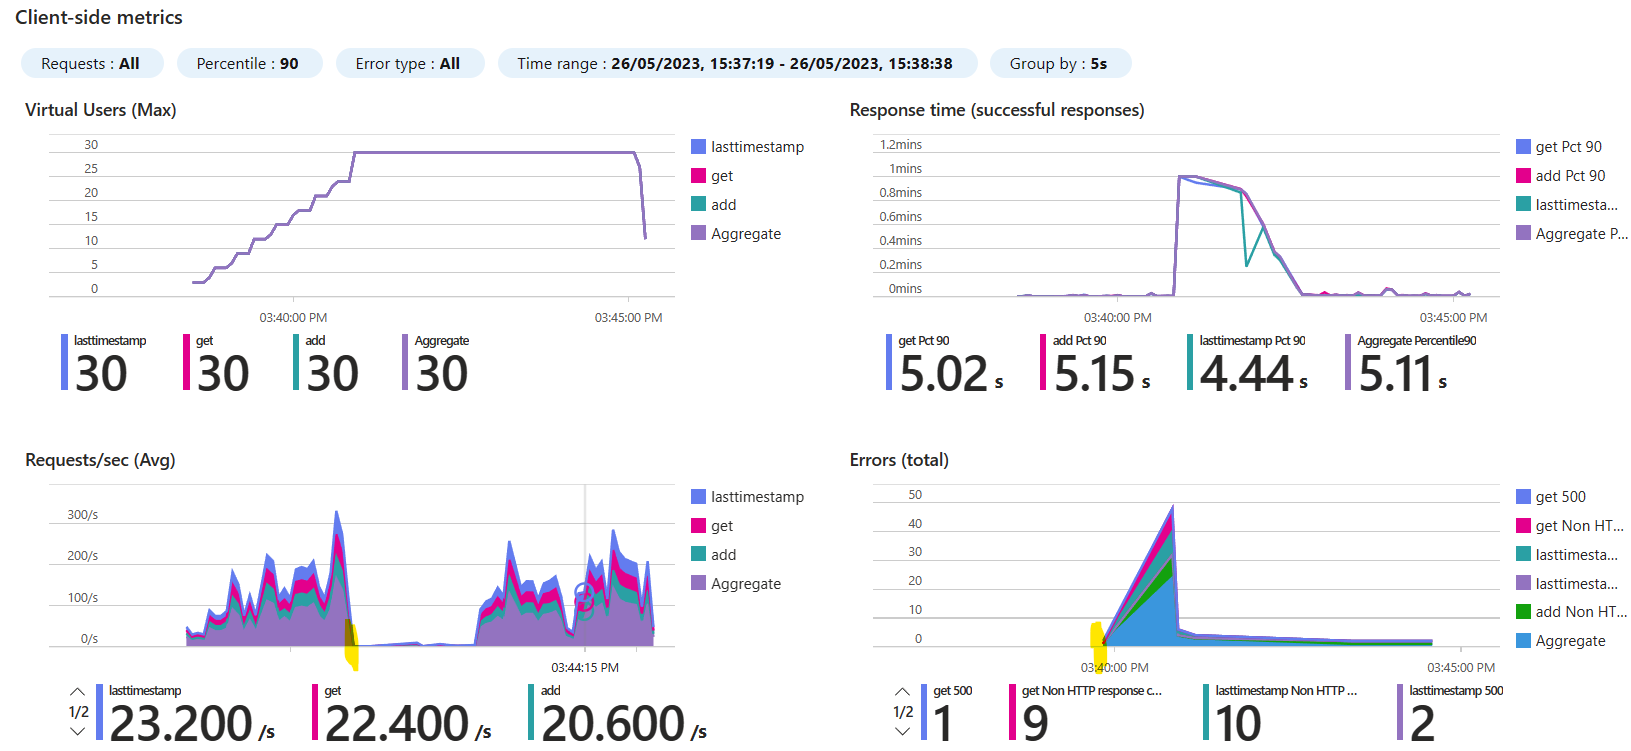 Client-side metrics
Requests : All
Percentile : 90
Error type : All
Time range : 26/05/2023, 15:37:19 - 26/05/2023, 15:38:38
Group by : 5s
Virtual Users (Max)
30
25
20
15
10
5
0
03:40:00 PM
03:45:00 PM
lasttimestamp
get
add
Aggregate
lasttimestamp
30
get
30
add
30
Aggregate
30
Response time (successful responses)
1.2mins
1mins
0.8mins
0.6mins
0.4mins
0.2mins
0mins
03:40:00 PM
03:45:00 PM
get Pct 90
add Pct 90
lasttimesta...
Aggregate P...
get Pct 90
5.02 s
add Pct 90
5.15 s
lasttimestamp Pct 90
4.44 s
Aggregate Percentile90
5.11 s
Requests/sec (Avg)
300/s
200/s
100/s
0/s
03:44:15 PM
lasttimestamp
get
add
Aggregate
1/2
lasttimestamp
23.200 /s
get
22.400 /s
add
20.600 /s
Errors (total)
50
40
30
20
10
0
03:40:00 PM
03:45:00 PM
get 500
get Non HT...
lasttimesta...
lasttimesta...
add Non HT...
Aggregate
1/2
get 500
1
get Non HTTP response c...
9
lasttimestamp Non HTTP ...
10
lasttimestamp 500
2